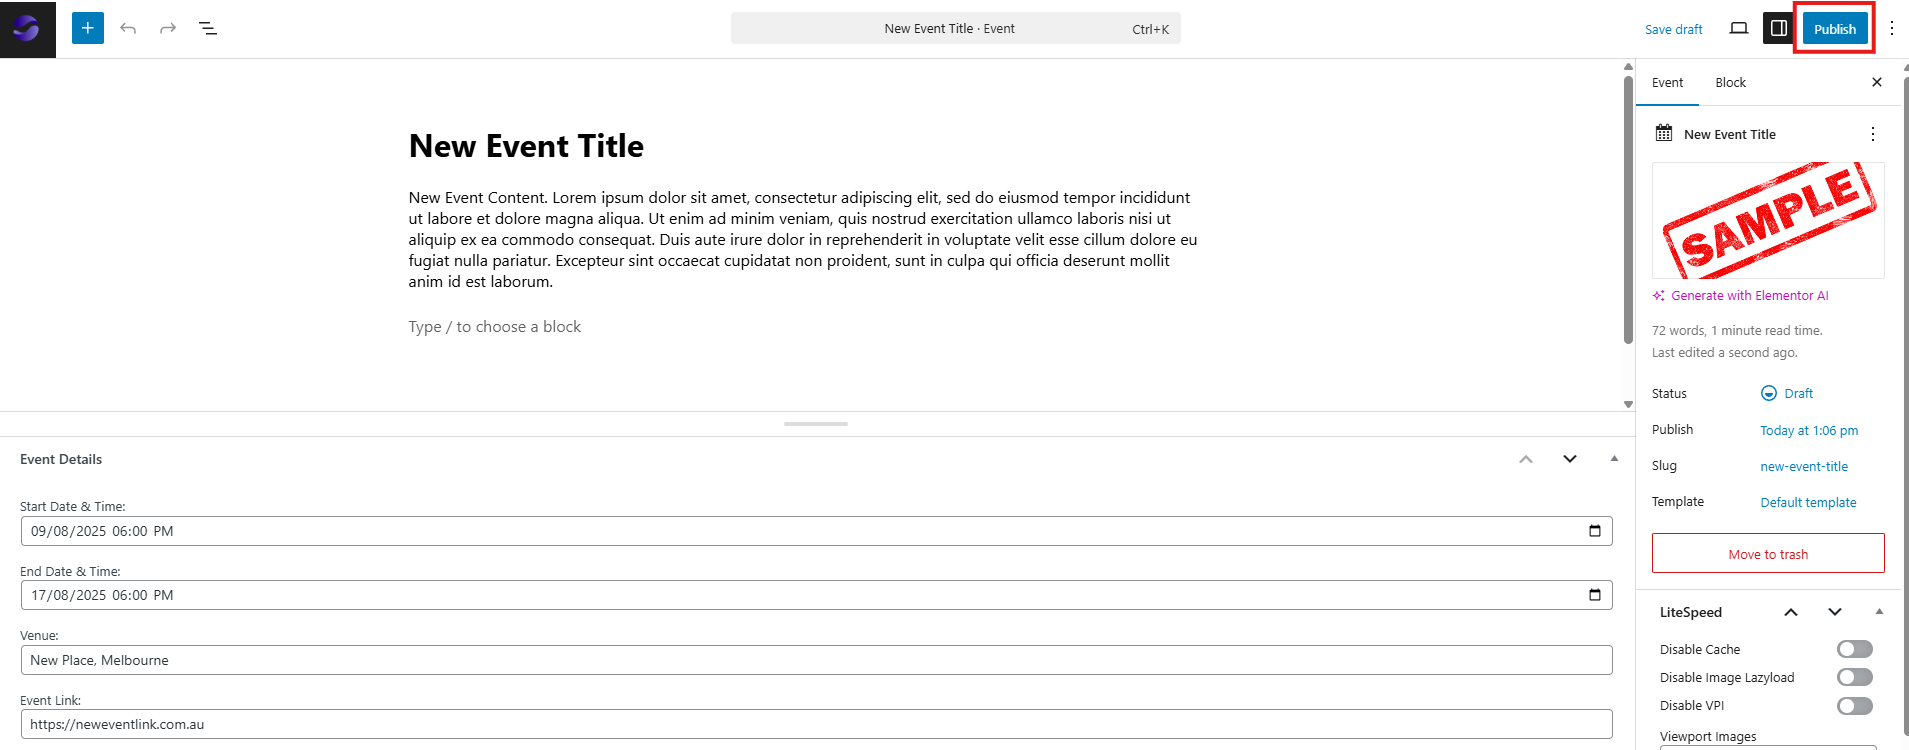 New Event Title · Event Ctrl+K
Save draft
Publish
New Event Title
New Event Content. Lorem ipsum dolor sit amet, consectetur adipiscing elit, sed do eiusmod tempor incididunt
ut labore et dolore magna aliqua. Ut enim ad minim veniam, quis nostrud exercitation ullamco laboris nisi ut
aliquip ex ea commodo consequat. Duis aute irure dolor in reprehenderit in voluptate velit esse cillum dolore eu
fugiat nulla pariatur. Excepteur sint occaecat cupidatat non proident, sunt in culpa qui officia deserunt mollit
anim id est laborum.
Type / to choose a block
Event Details
Start Date & Time:
09/08/2025 06:00 PM
End Date & Time:
17/08/2025 06:00 PM
Venue:
New Place, Melbourne
Event Link:
https://neweventlink.com.au
Event Block
New Event Title
SAMPLE
Generate with Elementor AI
72 words, 1 minute read time.
Last edited a second ago.
Status Draft
Publish Today at 1:06 pm
Slug new-event-title
Template Default template
Move to trash
LiteSpeed
Disable Cache
Disable Image Lazyload
Disable VPI
Viewport Images